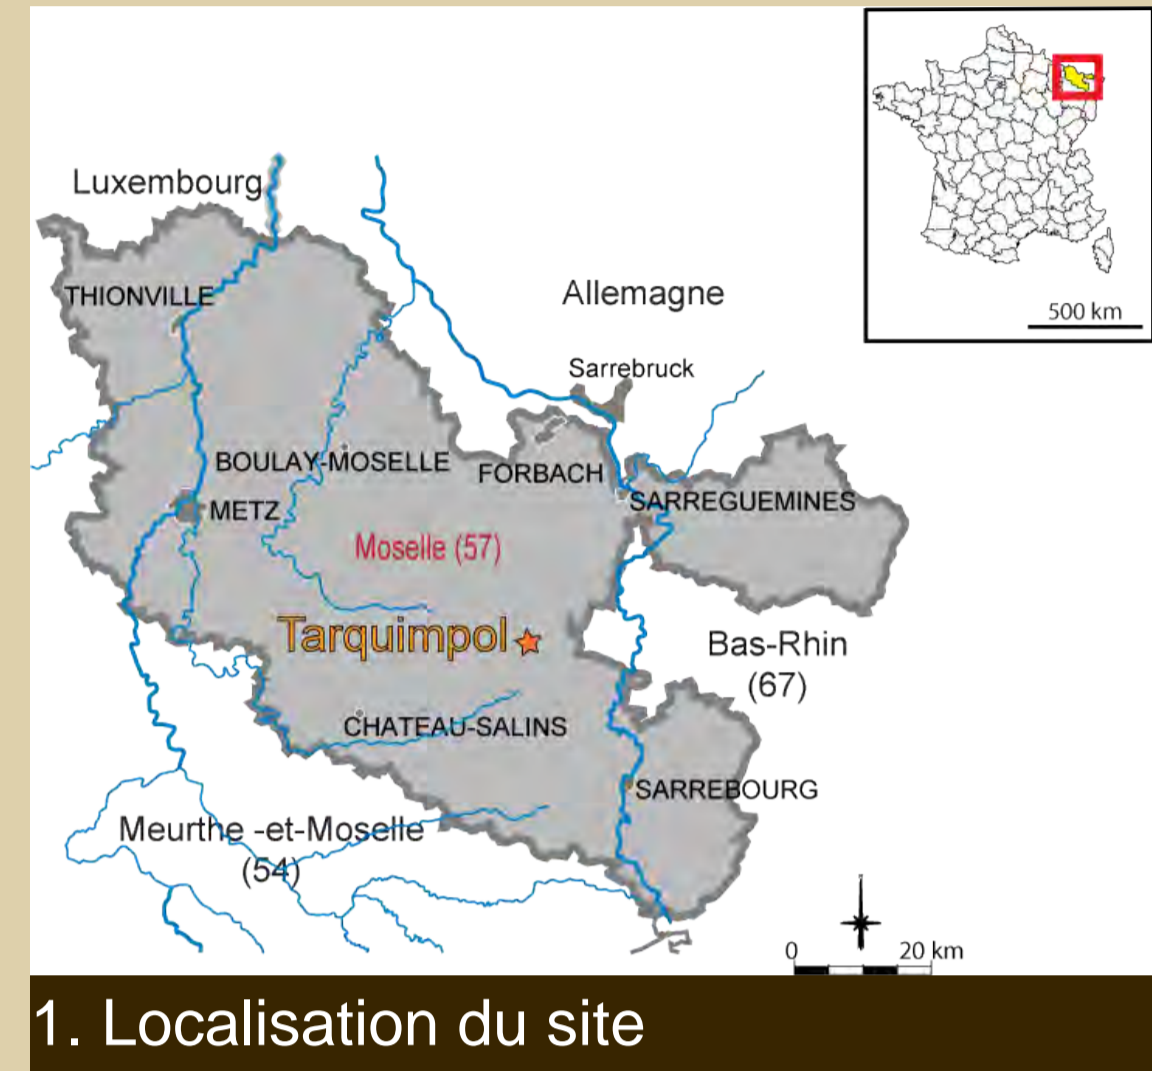 Luxembourg
THIONVILLE
Allemagne
500 km
Sarrebruck
BOULAY-MOSELLE
FORBACH
METZ
SARREGUEMINES
Moselle (57)
Tarquimpol
Bas-Rhin
(67)
CHATEAU-SALINS
SARREBOURG
Meurthe -et-Moselle
(54)
0
20 km
1. Localisation du site